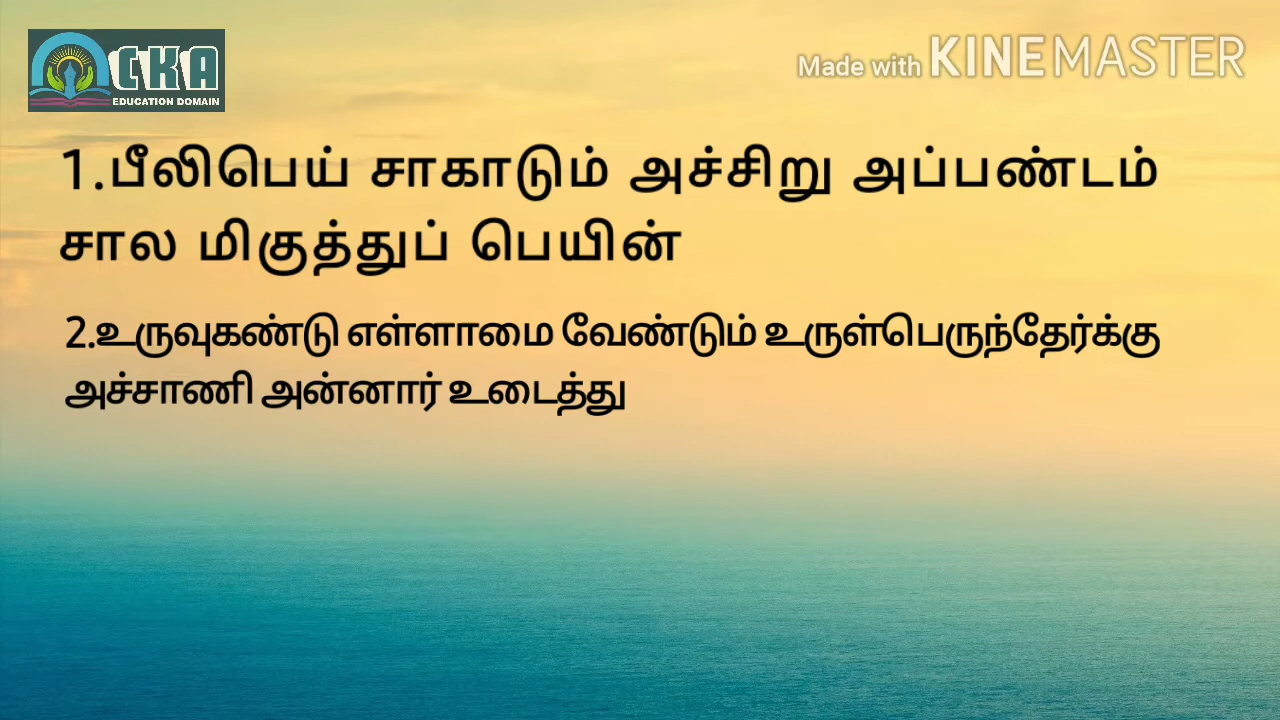 CKA
EDUCATION DOMAIN
Made with KINEMASTER
1.பீலிபெய் சாகாடும் அச்சிறு அப்பண்டம்
சால மிகுத்துப் பெயின்
2.உருவுகண்டு எள்ளாமை வேண்டும் உருள்பெருந்தேர்க்கு
அச்சாணி அன்னார் உடைத்து